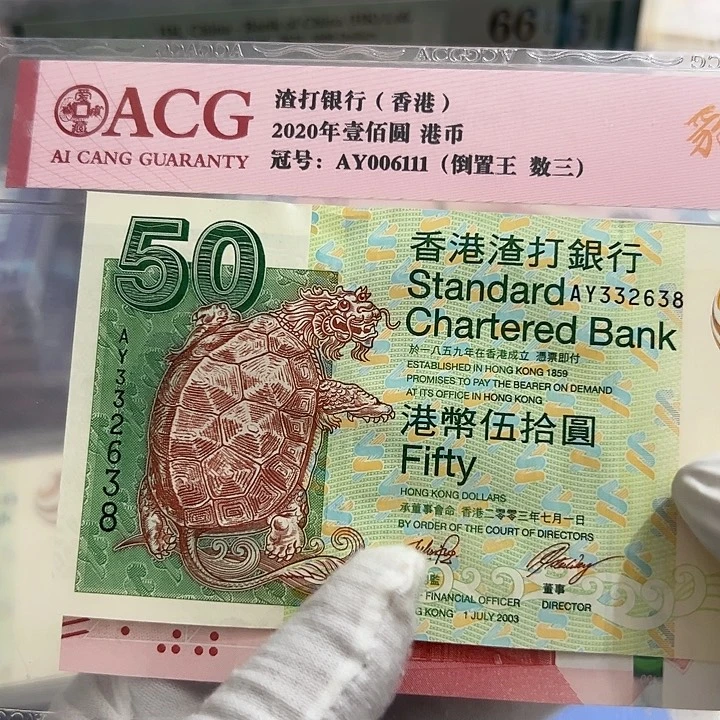 66
ACGGVA
ACG
AI CANG GUARANTY
渣打银行（香港）
2020年壹佰圆 港币
冠号：AY006111（倒置王 数三）
50
香港渣打銀行
Standard
AY332638
Chartered Bank
於一八五九年在香港成立 憑票即付
ESTABLISHED IN HONG KONG 1859
PROMISES TO PAY THE BEARER ON DEMAND
AT ITS OFFICE IN HONG KONG
港幣伍拾圓
Fifty
HONG KONG DOLLARS
承董事會命 香港二零零三年七月一日
BY ORDER OF THE COURT OF DIRECTORS
監
董事
FINANCIAL OFFICER
DIRECTOR
KONG 1 JULY 2003
AY332638